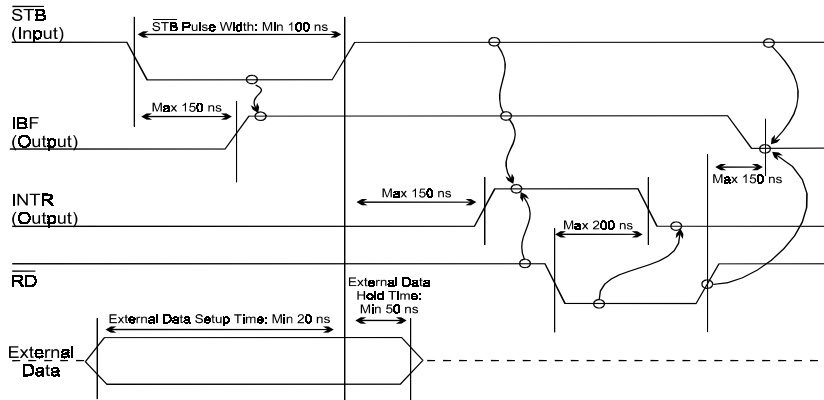 STB
(Input)
STB Pulse Width: Min 100 ns
Max 150 ns
IBF
(Output)
Max 150 ns
INTR
(Output)
Max 150 ns
Max 200 ns
RD
External Data
Hold Time:
Min 50 ns
External Data Setup Time: Min 20 ns
External
Data